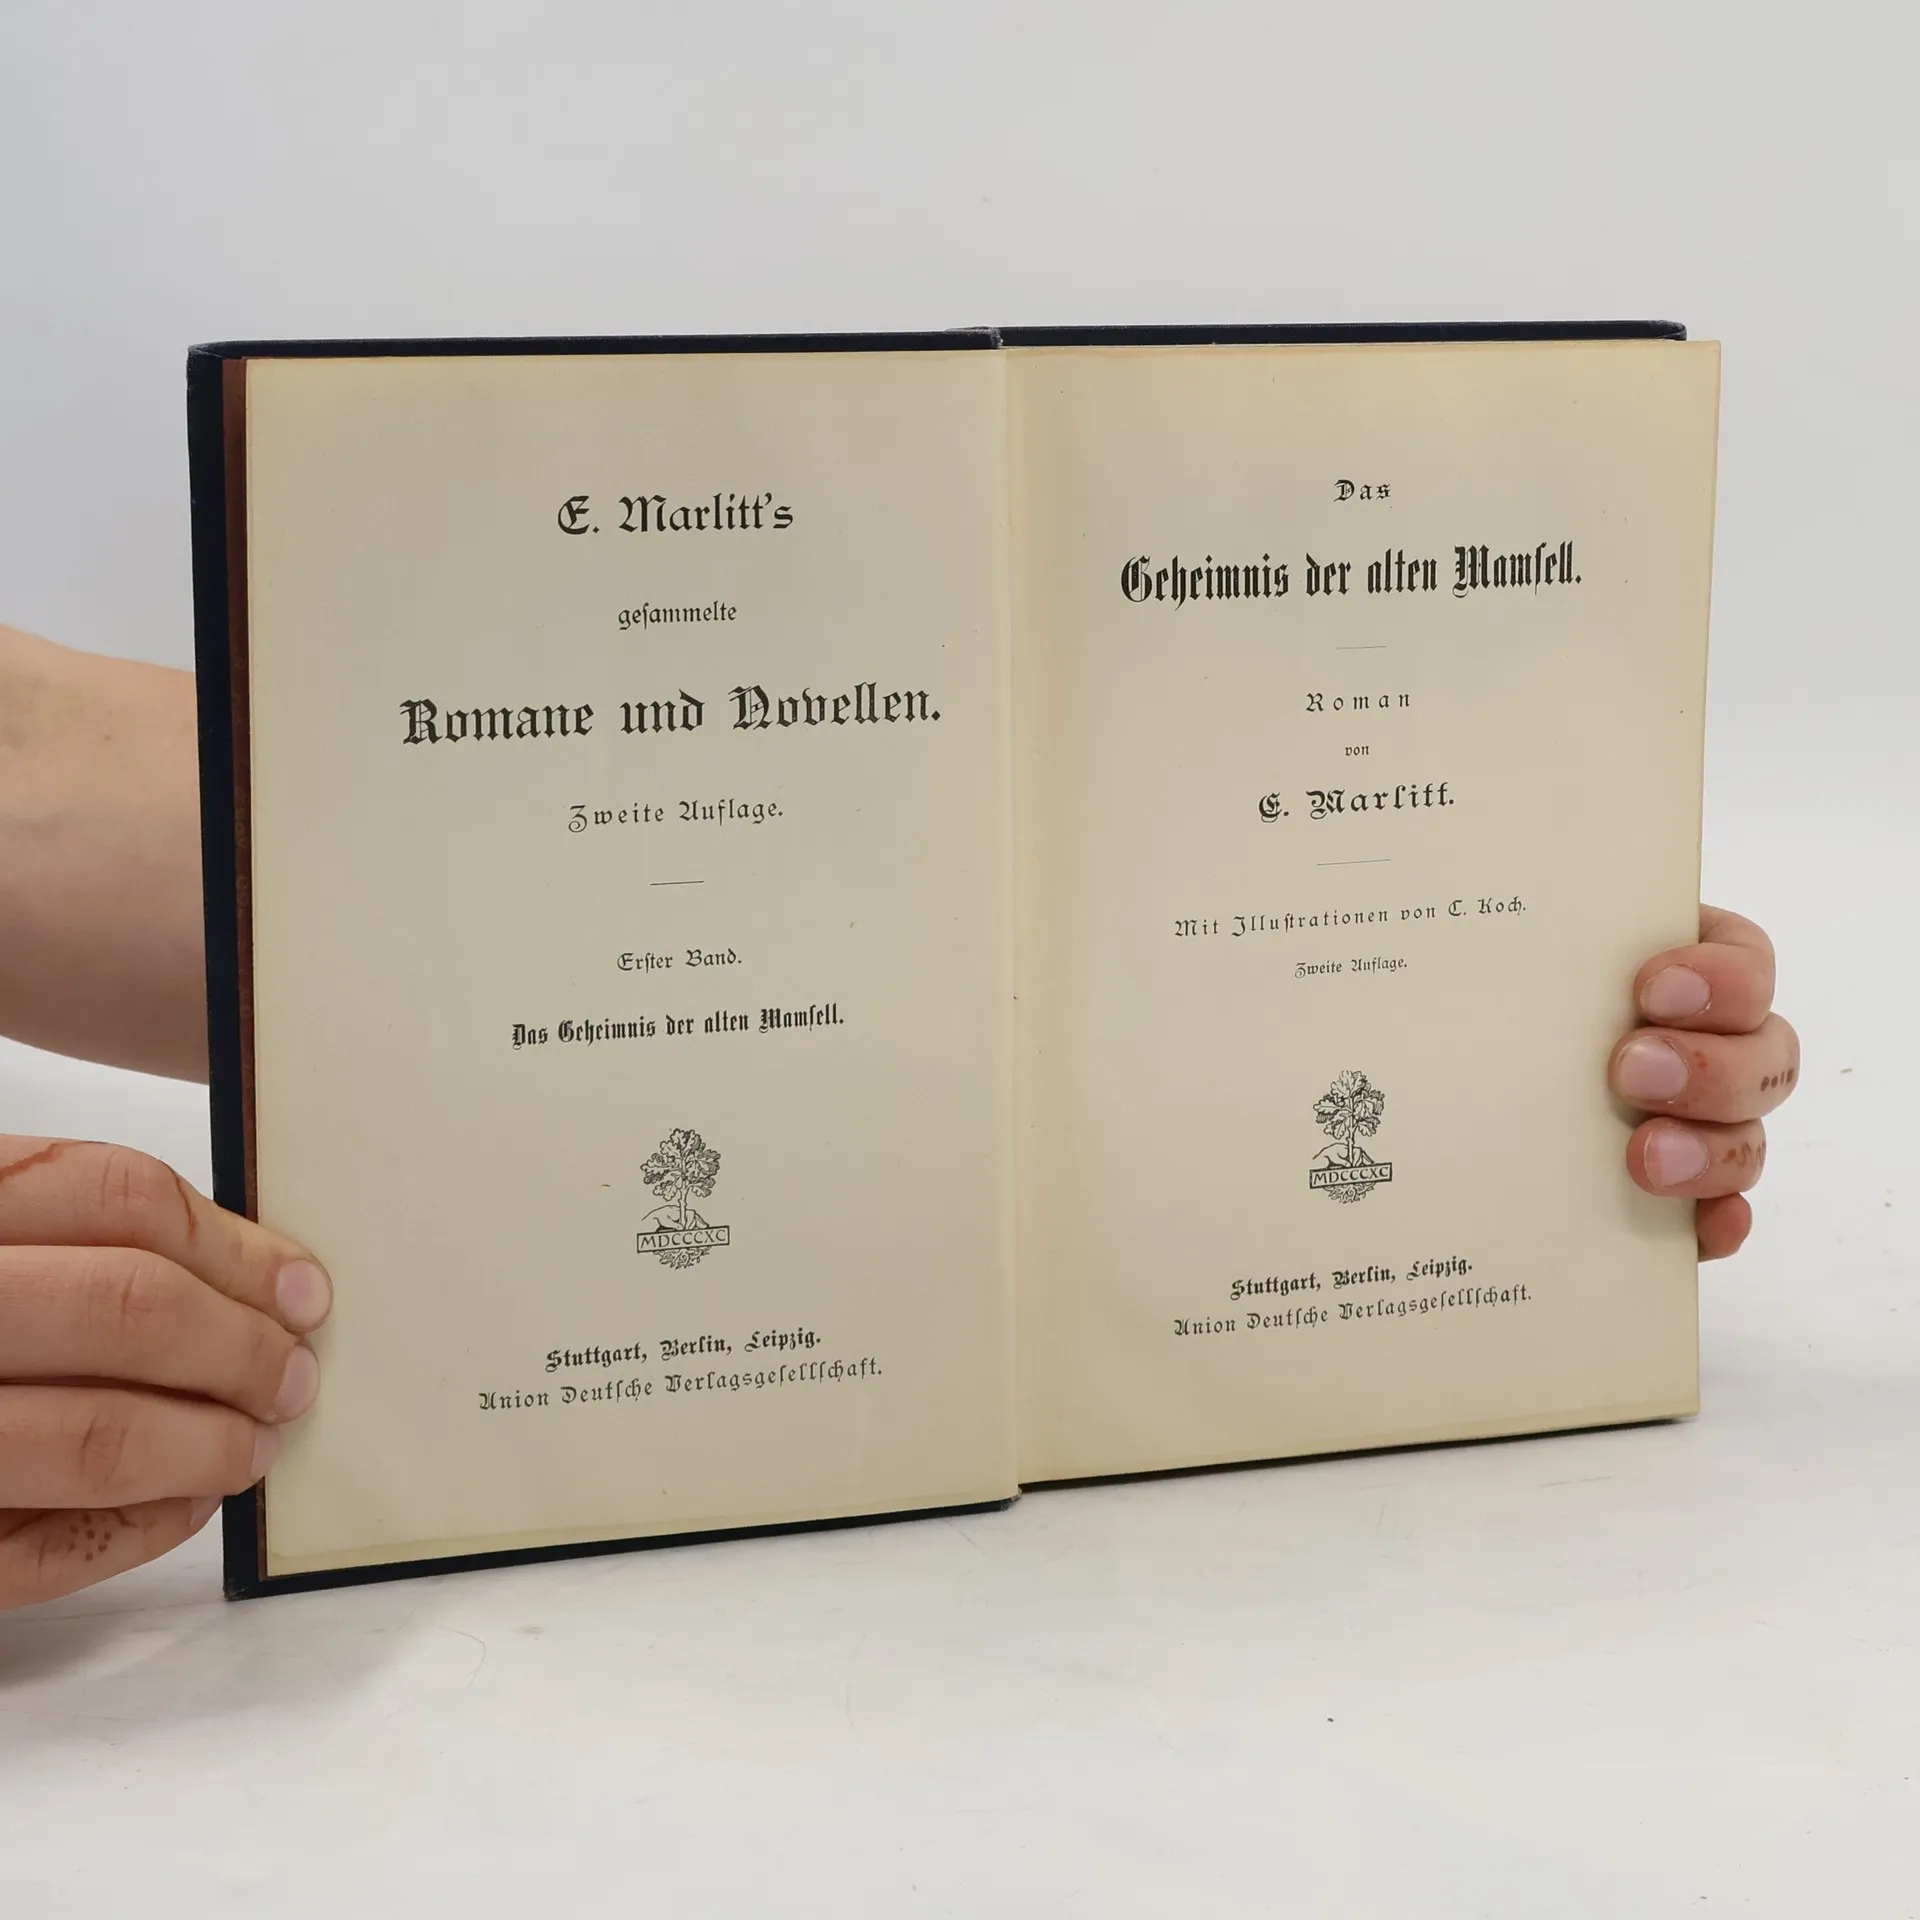 E. Marlitt's
geſammelte
Romane und Novellen.
Zweite Auflage.
Erſter Band.
Das Geheimnis der alten Mamſell.
MDCCCXC
Stuttgart, Berlin, Leipzig.
Union Deutſche Verlagsgeſellſchaft.
Das
Geheimnis der alten Mamſell.
Roman
von
E. Marlitt.
Mit Illuſtrationen von C. Koch.
Zweite Auflage.
MDCCCXC
Stuttgart, Berlin, Leipzig.
Union Deutſche Verlagsgeſellſchaft.